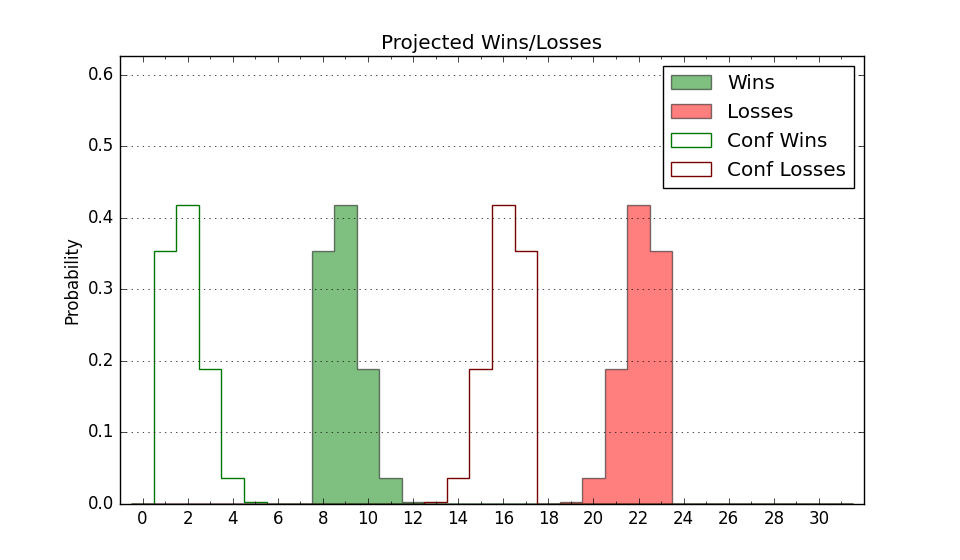 Projected Wins/Losses
0.6
0.5
0.4
0.3
0.2
0.1
0.0
Probability
Wins
Losses
Conf Wins
Conf Losses
0 2 4 6 8 10 12 14 16 18 20 22 24 26 28 30